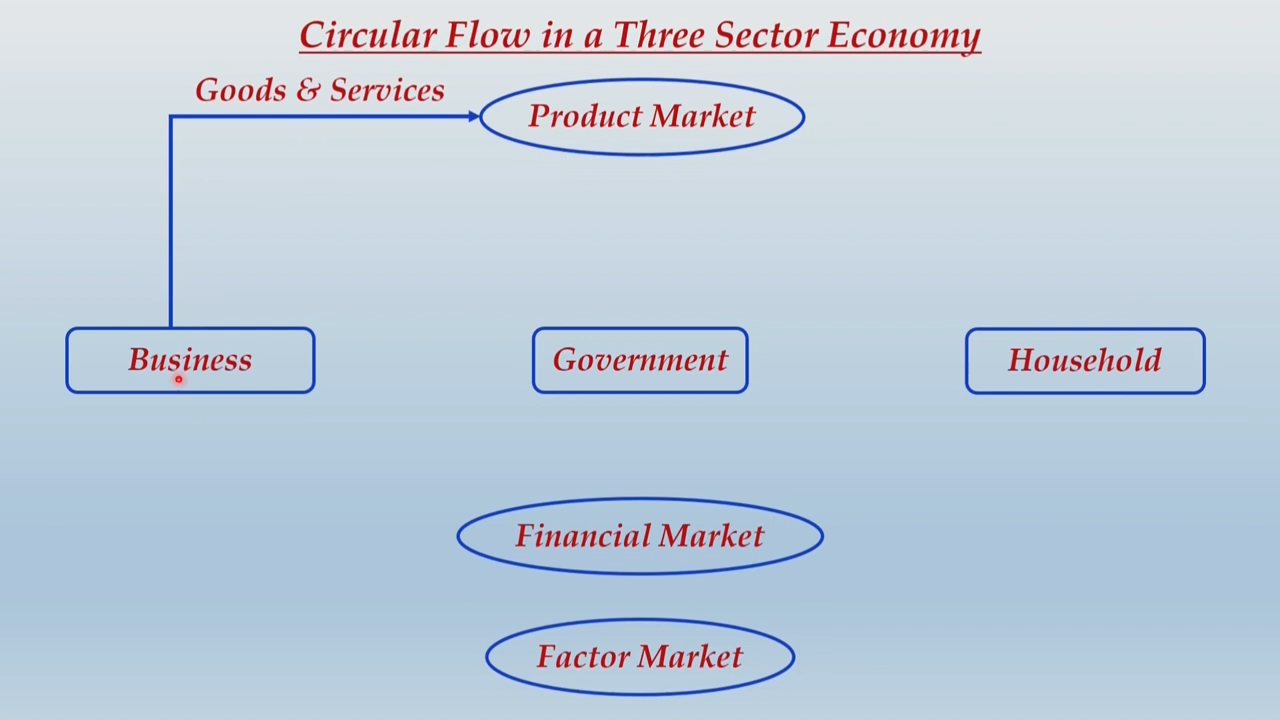 Circular Flow in a Three Sector Economy
Goods & Services
Product Market
Business
Government
Household
Financial Market
Factor Market